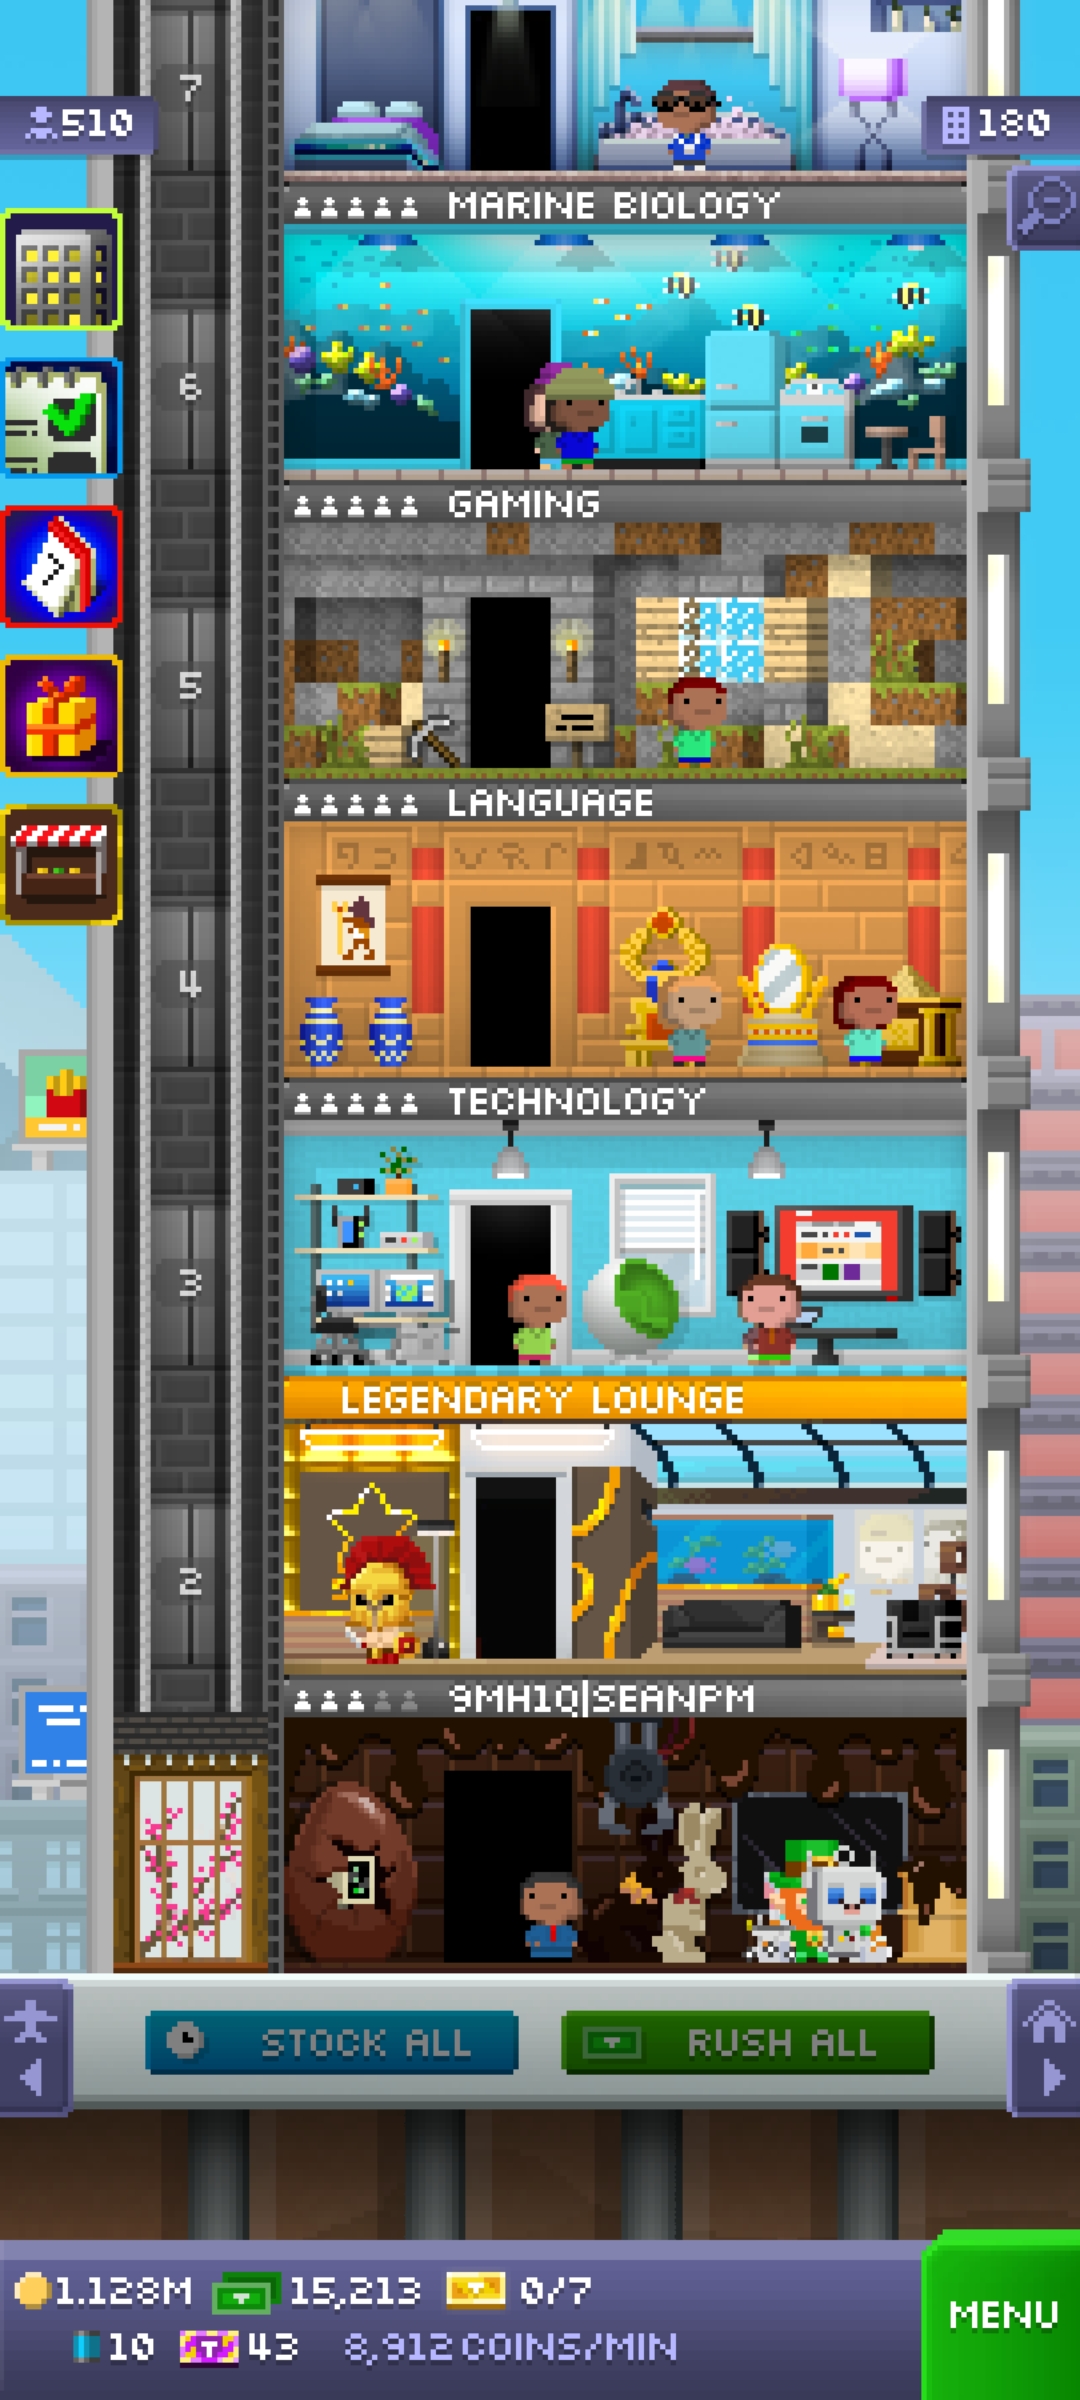 7
510
180
MARINE BIOLOGY
6
GAMING
5
LANGUAGE
4
TECHNOLOGY
3
LEGENDARY LOUNGE
2
9MH1Q|SEANPM
STOCK ALL
RUSH ALL
1.128M 15,213 0/7
10 43 8,912 COINS/MIN
MENU